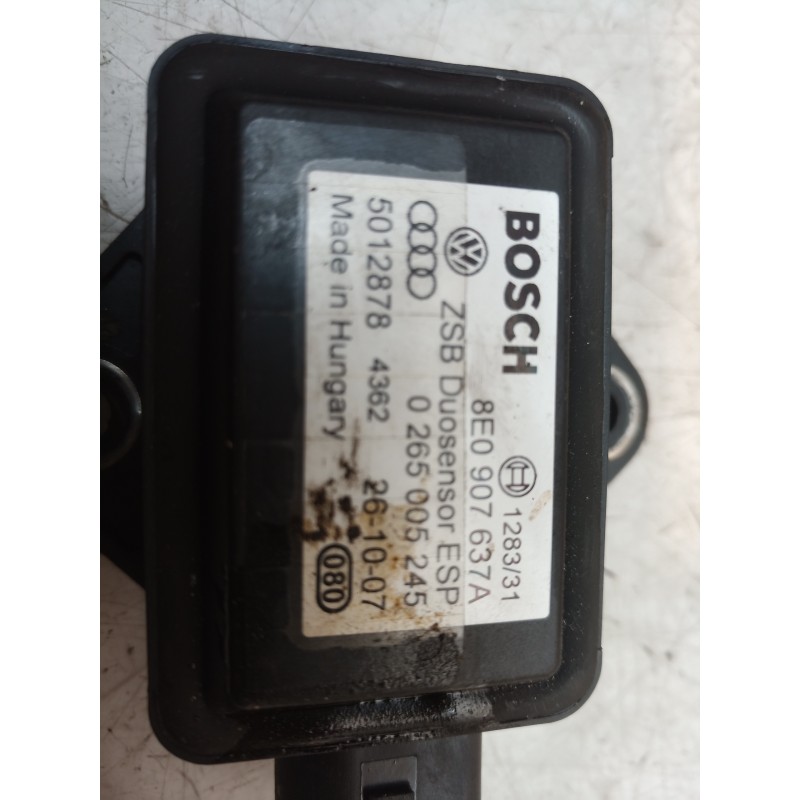 BOSCH 1283/31
8E0 907 637A
ZSB Duosensor ESP
0 265 005 245
5012878 4362 26-10-07
Made in Hungary 080